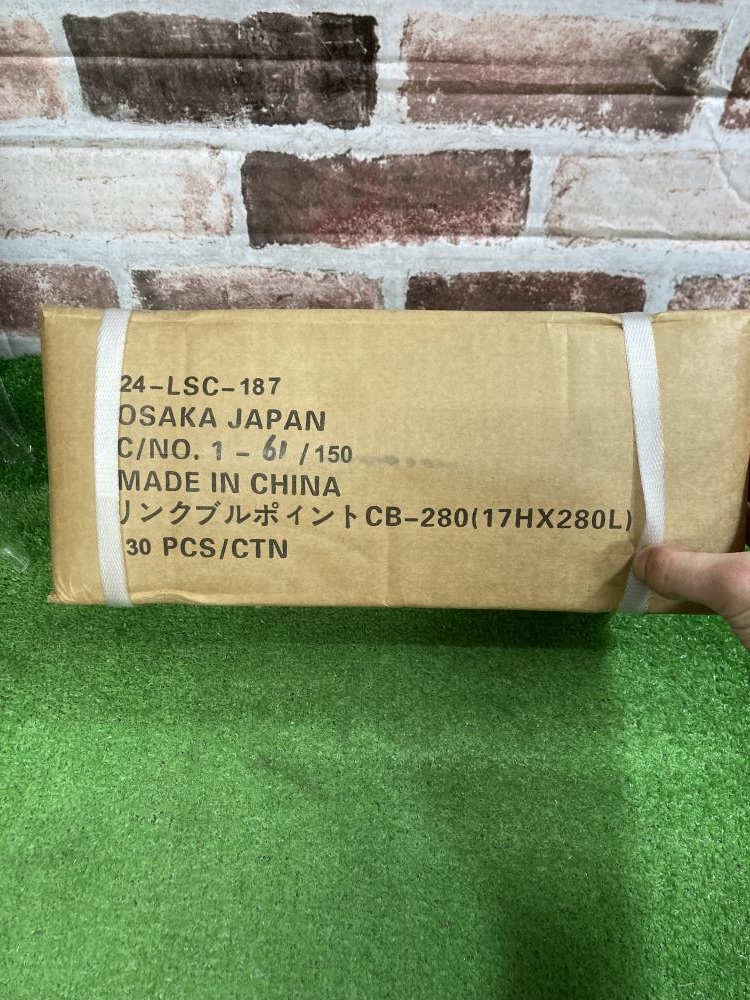 24-LSC-187
OSAKA JAPAN
C/NO. 1 - 61 / 150
MADE IN CHINA
リンクブルポイントCB-280(17HX280L)
30 PCS/CTN